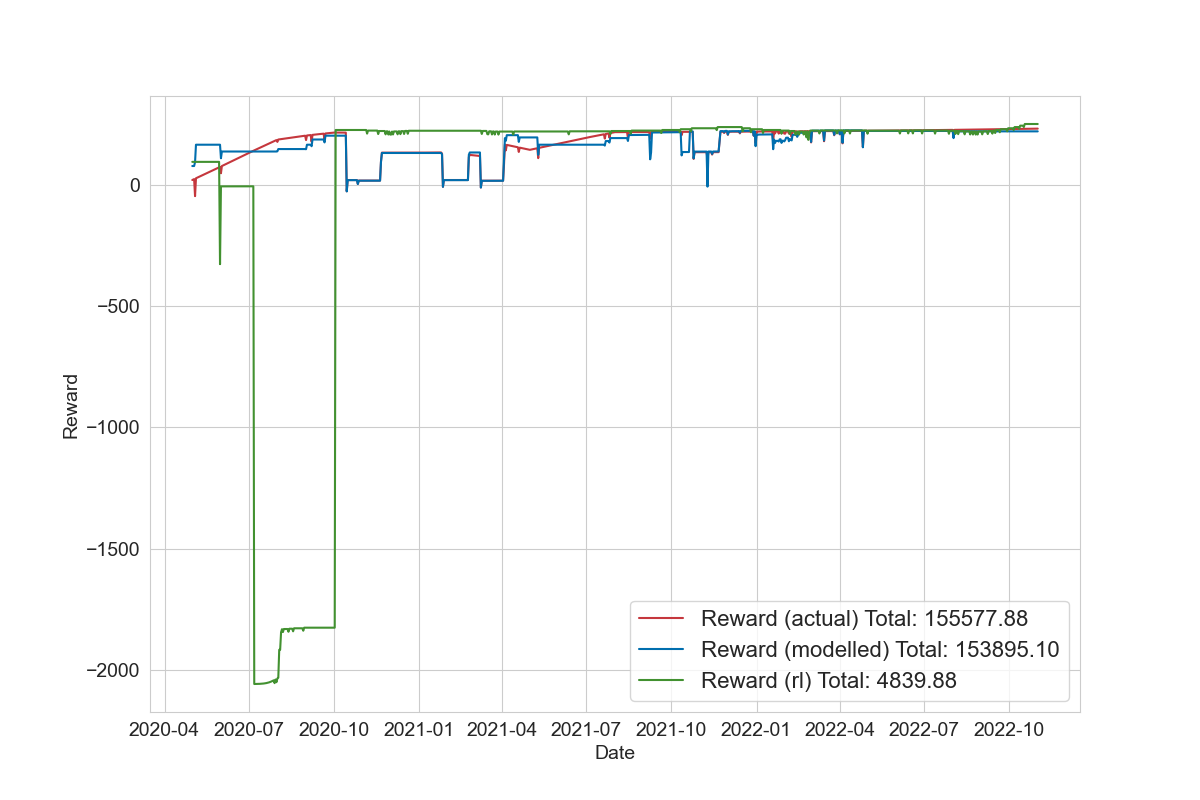 0
−500
−1000
−1500
−2000
Reward
Reward (actual) Total: 155577.88
Reward (modelled) Total: 153895.10
Reward (rl) Total: 4839.88
2020-04 2020-07 2020-10 2021-01 2021-04 2021-07 2021-10 2022-01 2022-04 2022-07 2022-10
Date